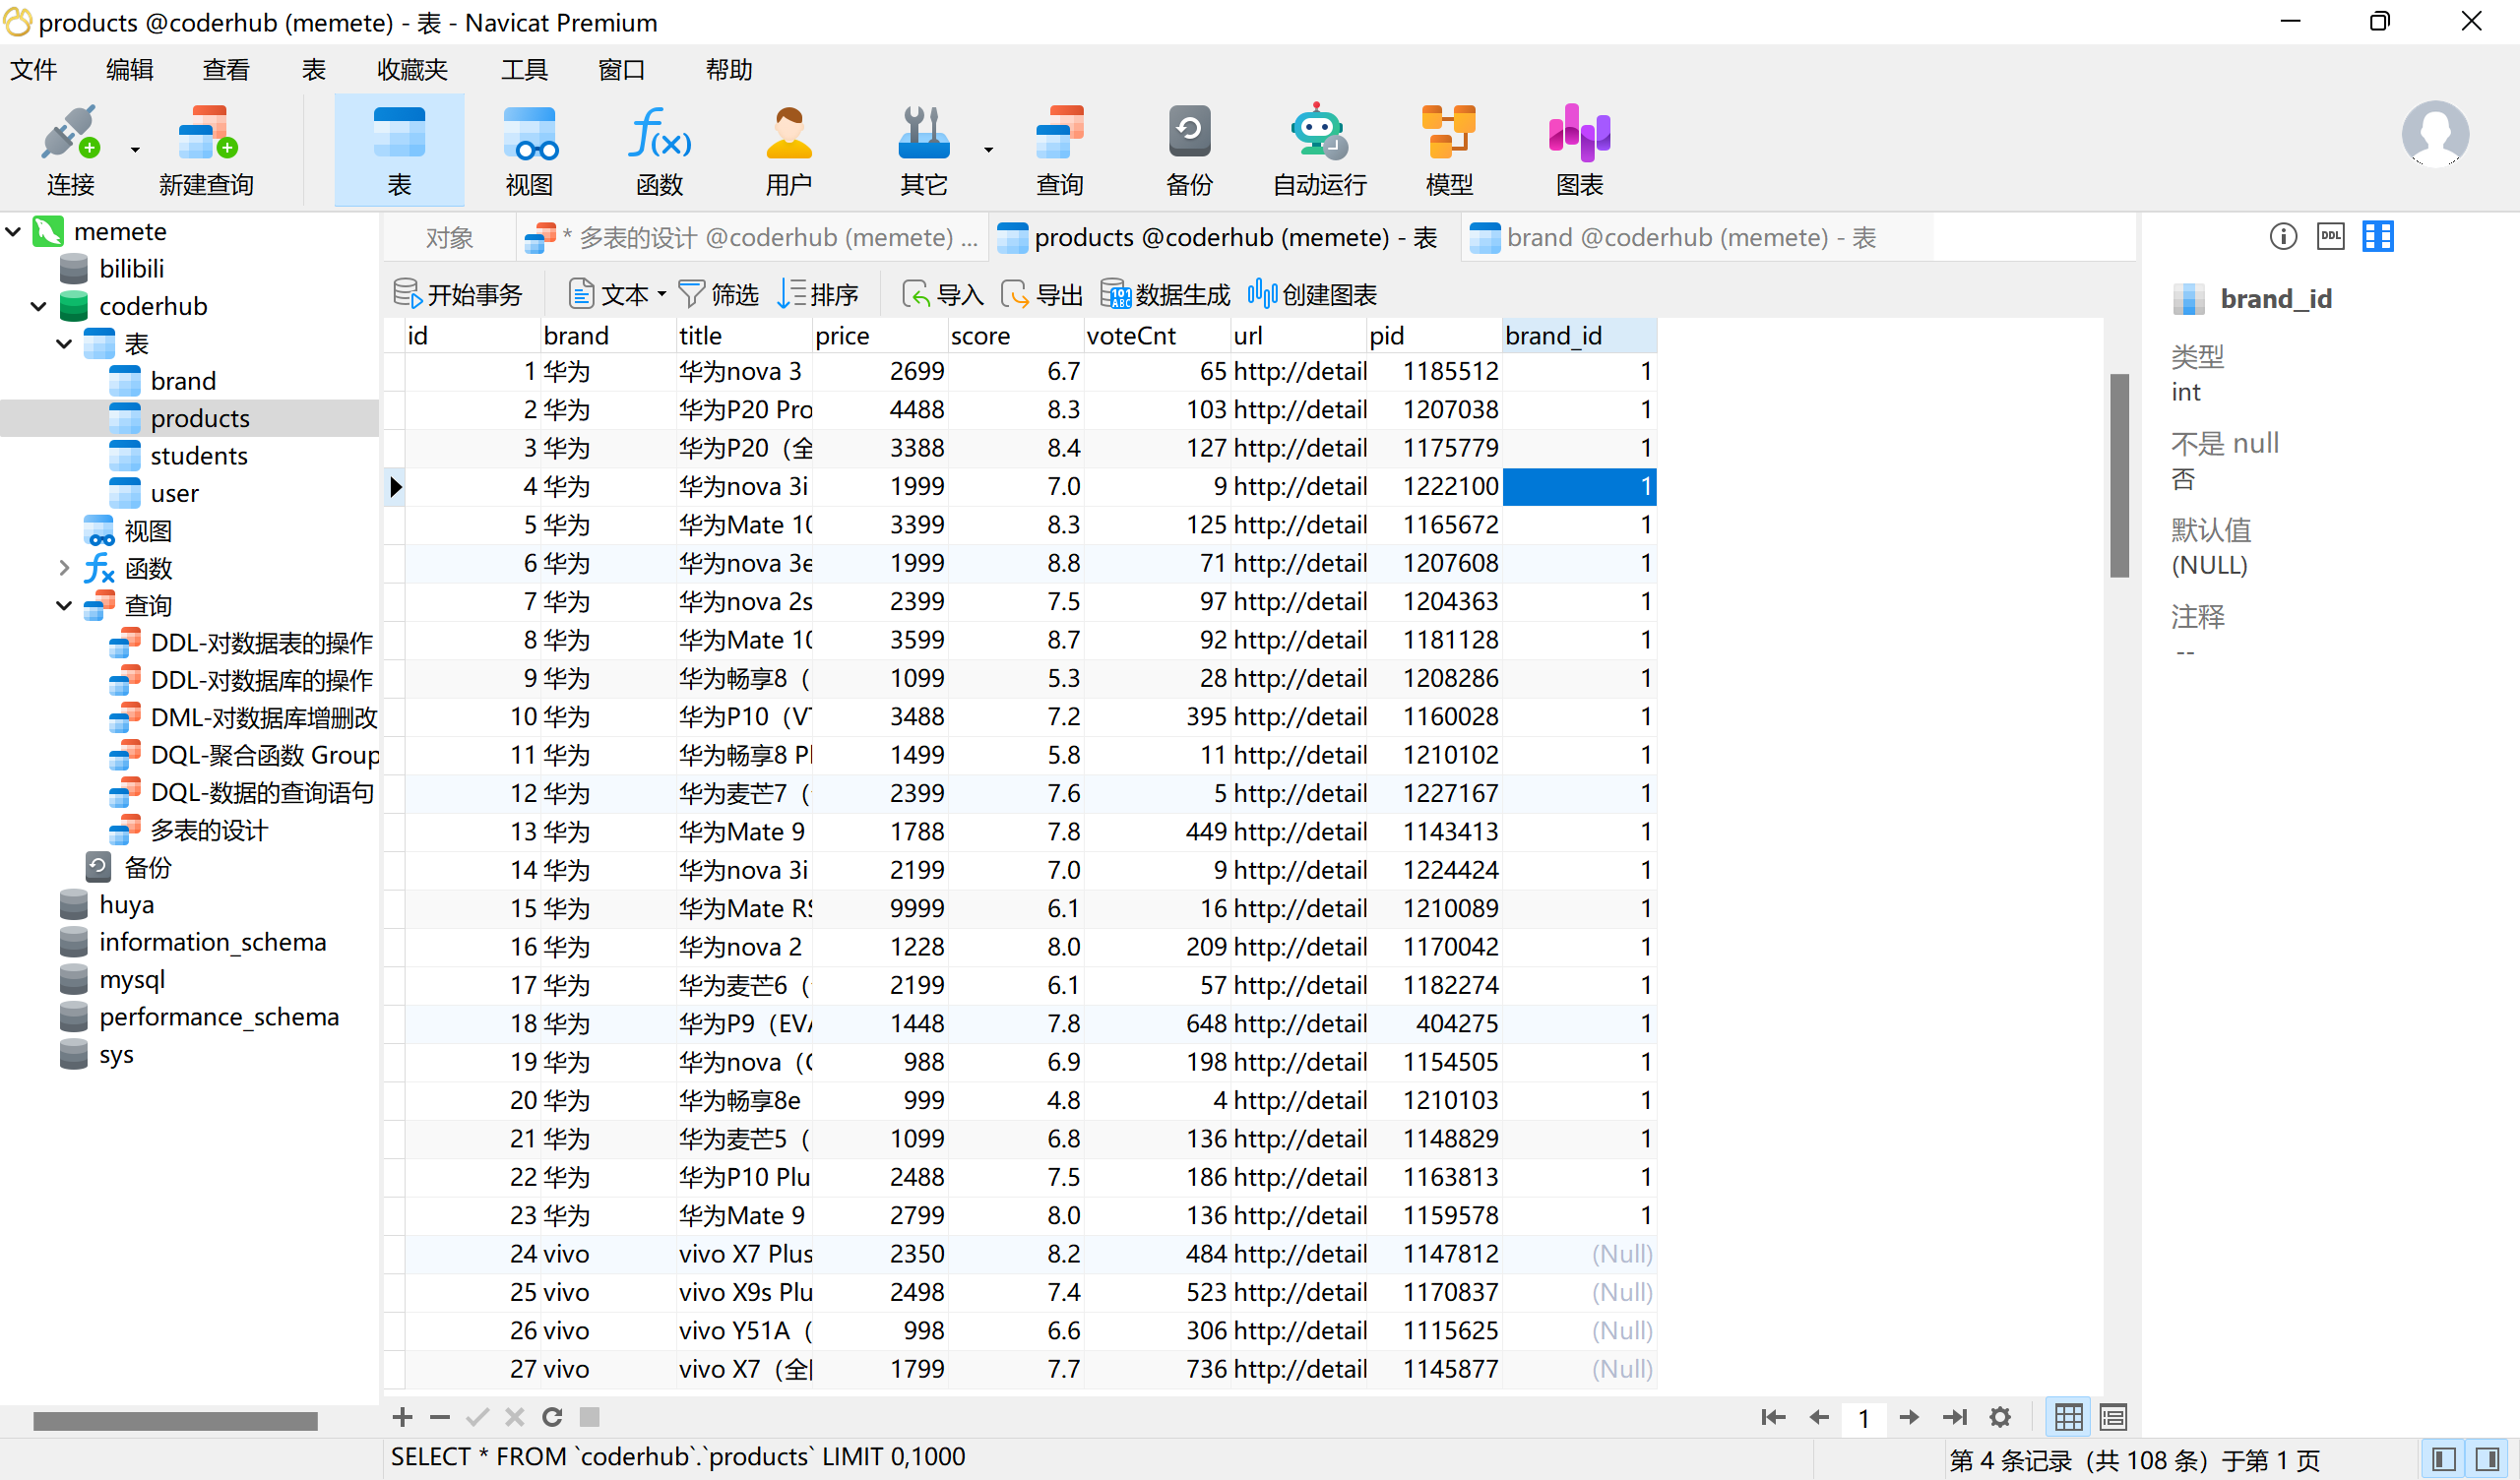 products @coderhub (memete) - 表 - Navicat Premium
文件 编辑 查看 表 收藏夹 工具 窗口 帮助
连接 新建查询 表 视图 函数 用户 其它 查询 备份 自动运行 模型 图表
memete
bilibili
coderhub
表
brand
products
students
user
视图
函数
查询
DDL-对数据表的操作
DDL-对数据库的操作
DML-对数据库增删改
DQL-聚合函数 Group
DQL-数据的查询语句
多表的设计
备份
huya
information_schema
mysql
performance_schema
sys
对象 * 多表的设计 @coderhub (memete) ... products @coderhub (memete) - 表 brand @coderhub (memete) - 表
开始事务 文本 筛选 排序 导入 导出 数据生成 创建图表
id brand title price score voteCnt url pid brand_id
1 华为 华为nova 3 2699 6.7 65 http://detail 1185512 1
2 华为 华为P20 Pro 4488 8.3 103 http://detail 1207038 1
3 华为 华为P20（全 3388 8.4 127 http://detail 1175779 1
4 华为 华为nova 3i 1999 7.0 9 http://detail 1222100 1
5 华为 华为Mate 10 3399 8.3 125 http://detail 1165672 1
6 华为 华为nova 3e 1999 8.8 71 http://detail 1207608 1
7 华为 华为nova 2s 2399 7.5 97 http://detail 1204363 1
8 华为 华为Mate 10 3599 8.7 92 http://detail 1181128 1
9 华为 华为畅享8（ 1099 5.3 28 http://detail 1208286 1
10 华为 华为P10（VT 3488 7.2 395 http://detail 1160028 1
11 华为 华为畅享8 Pl 1499 5.8 11 http://detail 1210102 1
12 华为 华为麦芒7（ 2399 7.6 5 http://detail 1227167 1
13 华为 华为Mate 9 1788 7.8 449 http://detail 1143413 1
14 华为 华为nova 3i 2199 7.0 9 http://detail 1224424 1
15 华为 华为Mate RS 9999 6.1 16 http://detail 1210089 1
16 华为 华为nova 2 1228 8.0 209 http://detail 1170042 1
17 华为 华为麦芒6（ 2199 6.1 57 http://detail 1182274 1
18 华为 华为P9（EVA 1448 7.8 648 http://detail 404275 1
19 华为 华为nova（C 988 6.9 198 http://detail 1154505 1
20 华为 华为畅享8e 999 4.8 4 http://detail 1210103 1
21 华为 华为麦芒5（ 1099 6.8 136 http://detail 1148829 1
22 华为 华为P10 Plu 2488 7.5 186 http://detail 1163813 1
23 华为 华为Mate 9 2799 8.0 136 http://detail 1159578 1
24 vivo vivo X7 Plus 2350 8.2 484 http://detail 1147812 (Null)
25 vivo vivo X9s Plu 2498 7.4 523 http://detail 1170837 (Null)
26 vivo vivo Y51A（ 998 6.6 306 http://detail 1115625 (Null)
27 vivo vivo X7（全 1799 7.7 736 http://detail 1145877 (Null)
DDL
brand_id
类型
int
不是 null
否
默认值
(NULL)
注释
--
1
SELECT * FROM `coderhub`.`products` LIMIT 0,1000
第 4 条记录（共 108 条）于第 1 页